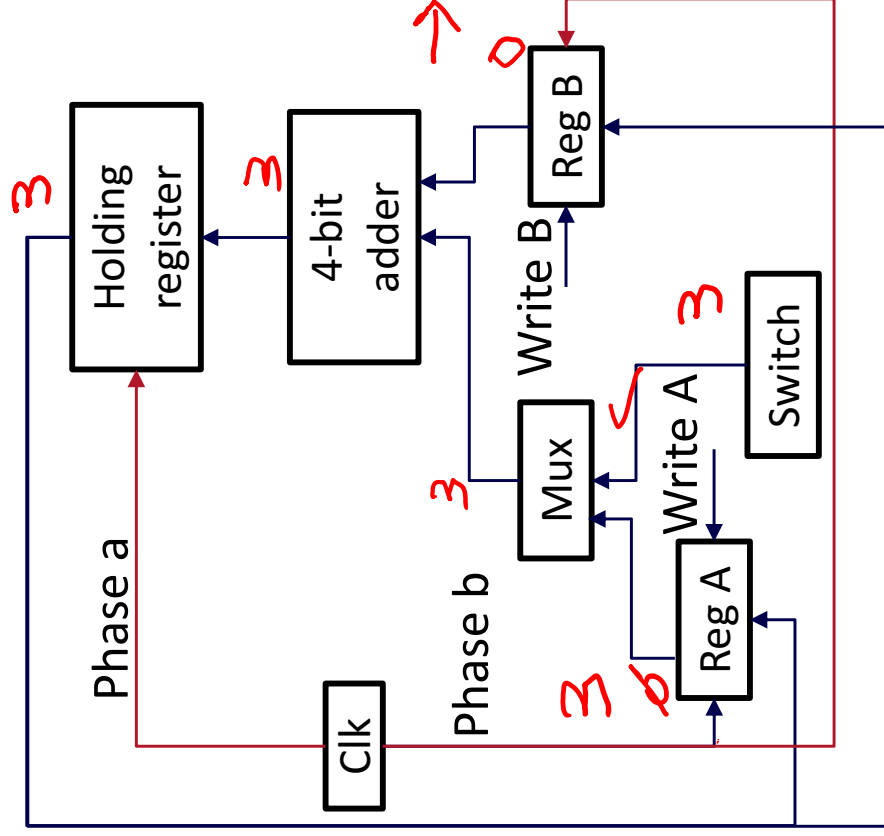 3
Holding
register
3
4-bit
adder
0
Reg B
Write B
Phase a
3
Mux
3
Switch
Write A
Phase b
Clk
3
0
Reg A